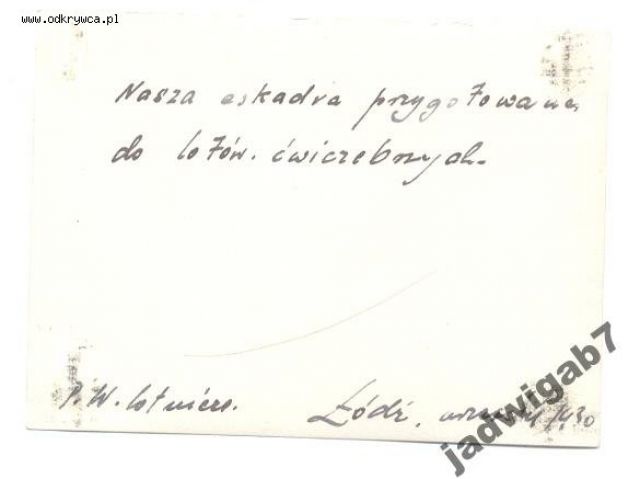 www.odkrywca.pl
Nasza eskadra przygotowana
do lotów. ćwiczebnych.
P. W. lotnicze. Łódź,
jadwigab7